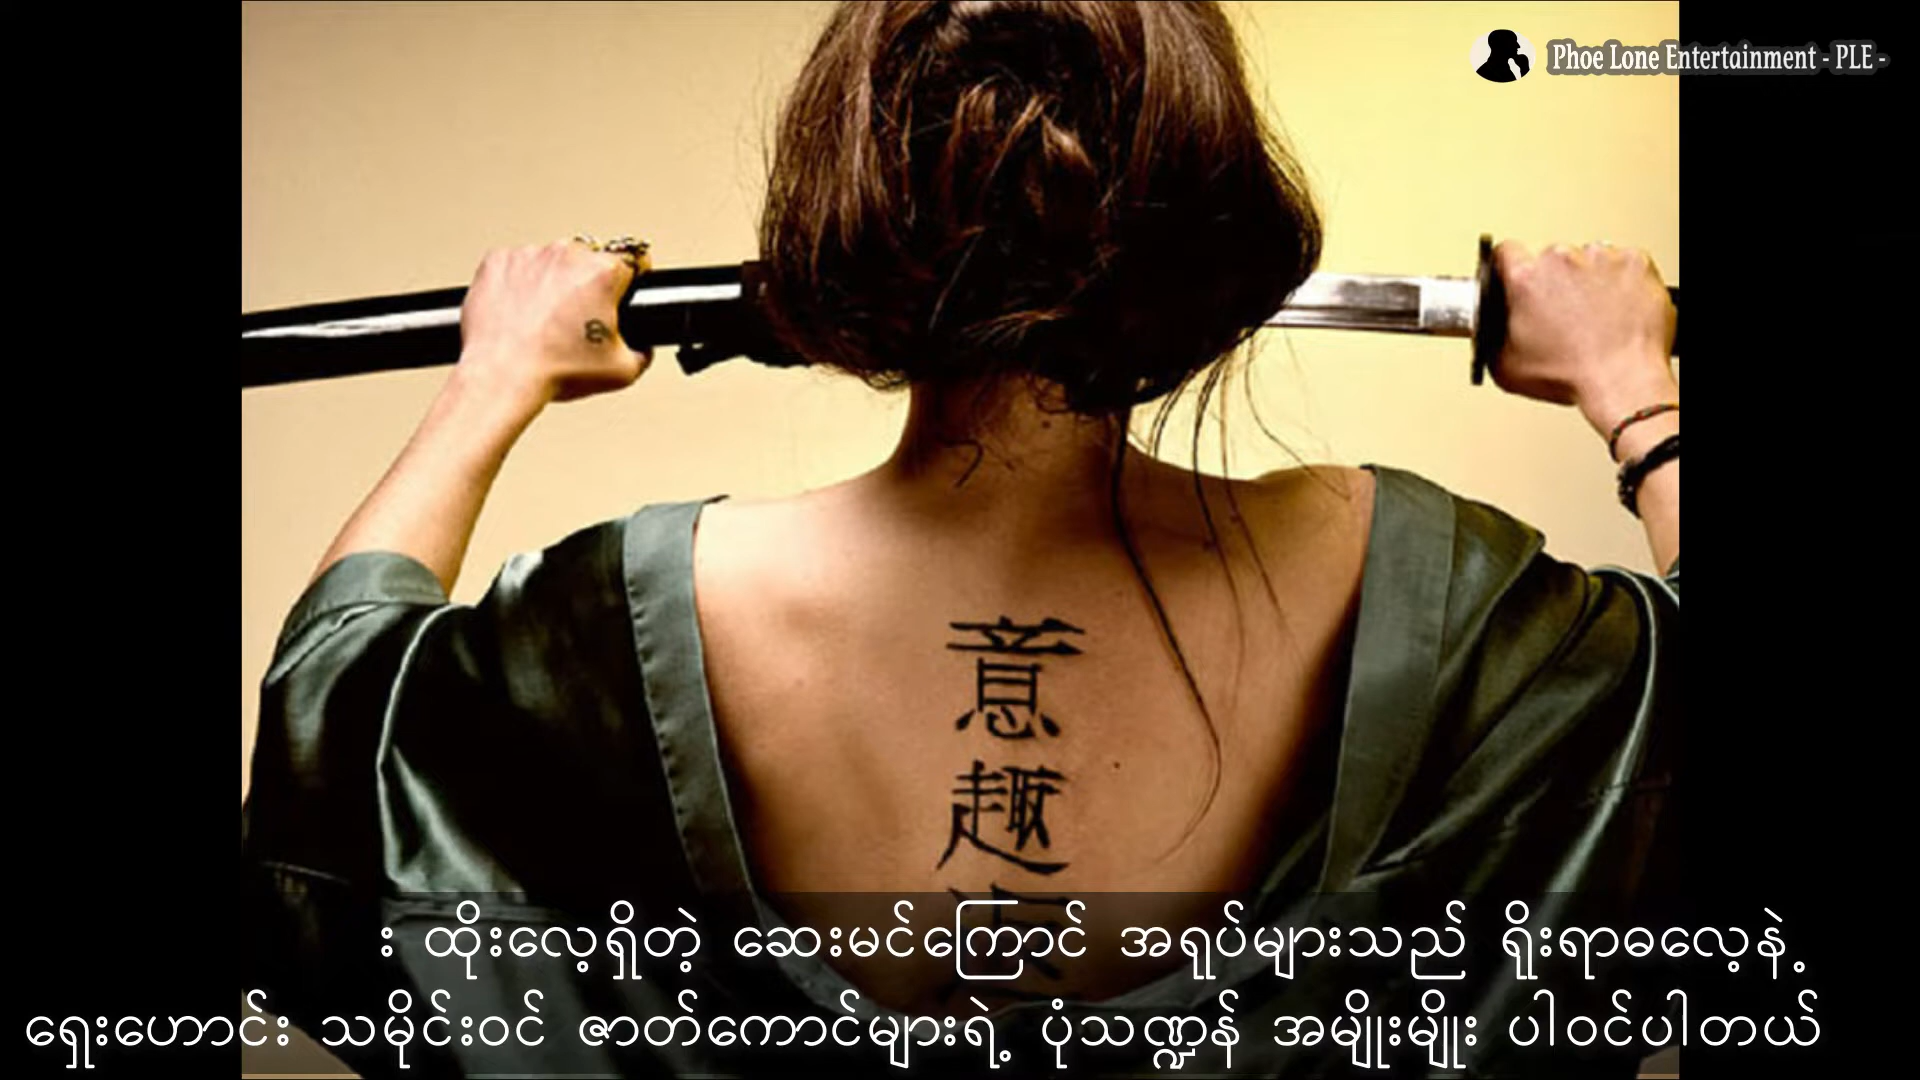 Phoe Lone Entertainment - PLE -
意
趣
း ထိုးလေ့ရှိတဲ့ ဆေးမင်ကြောင် အရုပ်များသည် ရိုးရာဓလေ့နဲ့
ရှေးဟောင်း သမိုင်းဝင် ဇာတ်ကောင်များရဲ့ ပုံသဏ္ဍန် အမျိုးမျိုး ပါဝင်ပါတယ်